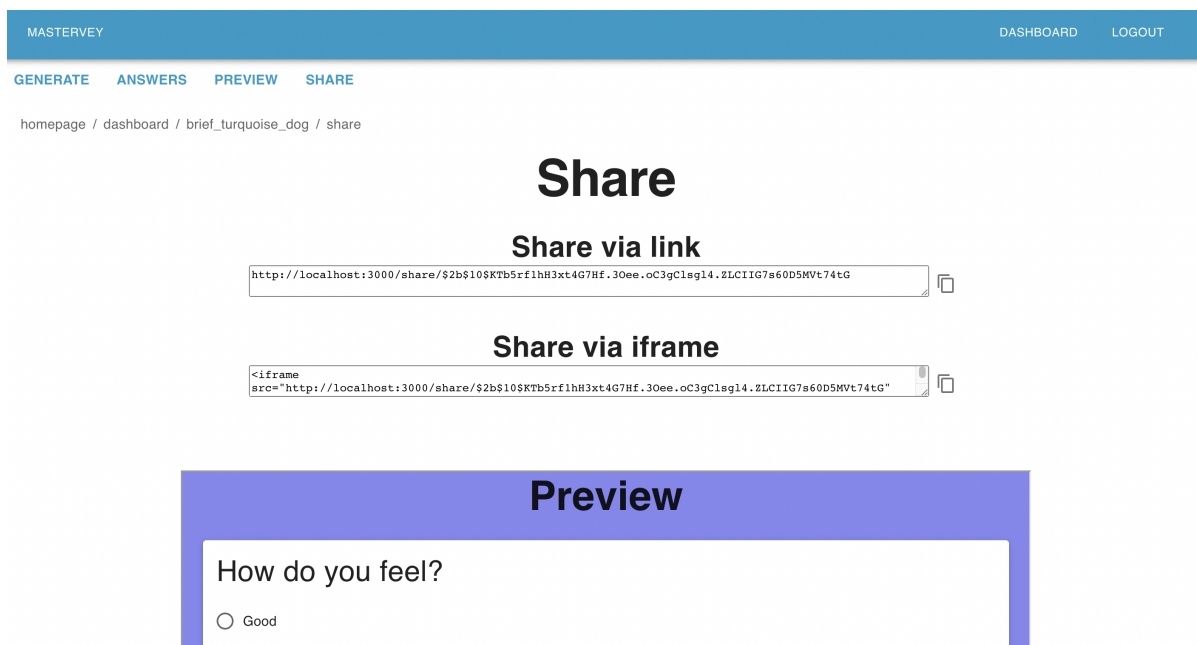 MASTERVEY DASHBOARD LOGOUT
GENERATE ANSWERS PREVIEW SHARE
homepage / dashboard / brief_turquoise_dog / share
Share
Share via link
http://localhost:3000/share/$2b$10$KTb5rf1hH3xt4G7Hf.3Oee.oC3gClsgl4.ZLCIIG7s60D5MVt74tG
Share via iframe
<iframe
src="http://localhost:3000/share/$2b$10$KTb5rf1hH3xt4G7Hf.3Oee.oC3gClsgl4.ZLCIIG7s60D5MVt74tG"
Preview
How do you feel?
Good